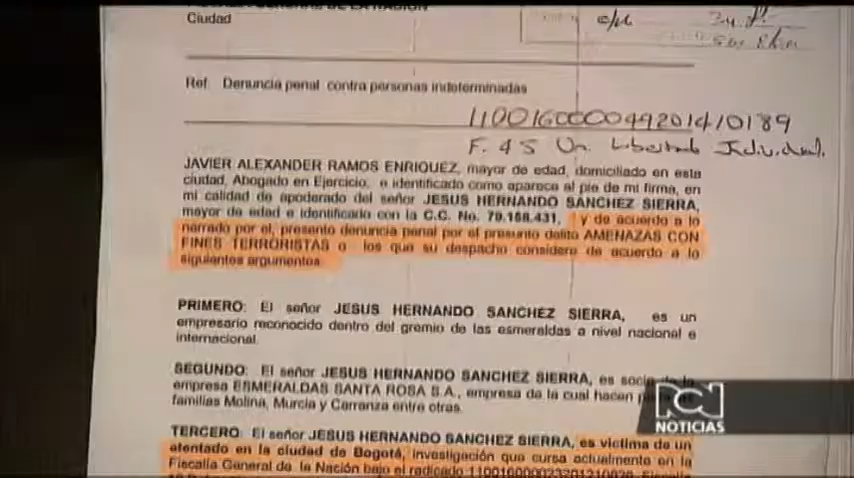 Ciudad
c/u
Ref: Denuncia penal contra personas indeterminadas
110016000049201410189
F. 45 Un. Libertad Individual.
JAVIER ALEXANDER RAMOS ENRIQUEZ, mayor de edad, domiciliado en esta
ciudad, Abogado en Ejercicio, e identificado como aparece al pie de mi firma, en
mi calidad de apoderado del señor JESUS HERNANDO SANCHEZ SIERRA,
mayor de edad e identificado con la C.C. No. 79.168.431, y de acuerdo a lo
narrado por el, presento denuncia penal por el presunto delito AMENAZAS CON
FINES TERRORISTAS o los que su despacho considere de acuerdo a lo
siguientes argumentos:
PRIMERO: El señor JESUS HERNANDO SANCHEZ SIERRA, es un
empresario reconocido dentro del gremio de las esmeraldas a nivel nacional e
internacional.
SEGUNDO: El señor JESUS HERNANDO SANCHEZ SIERRA, es socio de la
empresa ESMERALDAS SANTA ROSA S.A., empresa de la cual hacen
familias Molina, Murcia y Carranza entre otras.
TERCERO: El señor JESUS HERNANDO SANCHEZ SIERRA, es victima de un
atentado en la ciudad de Bogotá, investigación que cursa actualmente en la
Fiscalia General de la Nación bajo el radicado
RCN
NOTICIAS